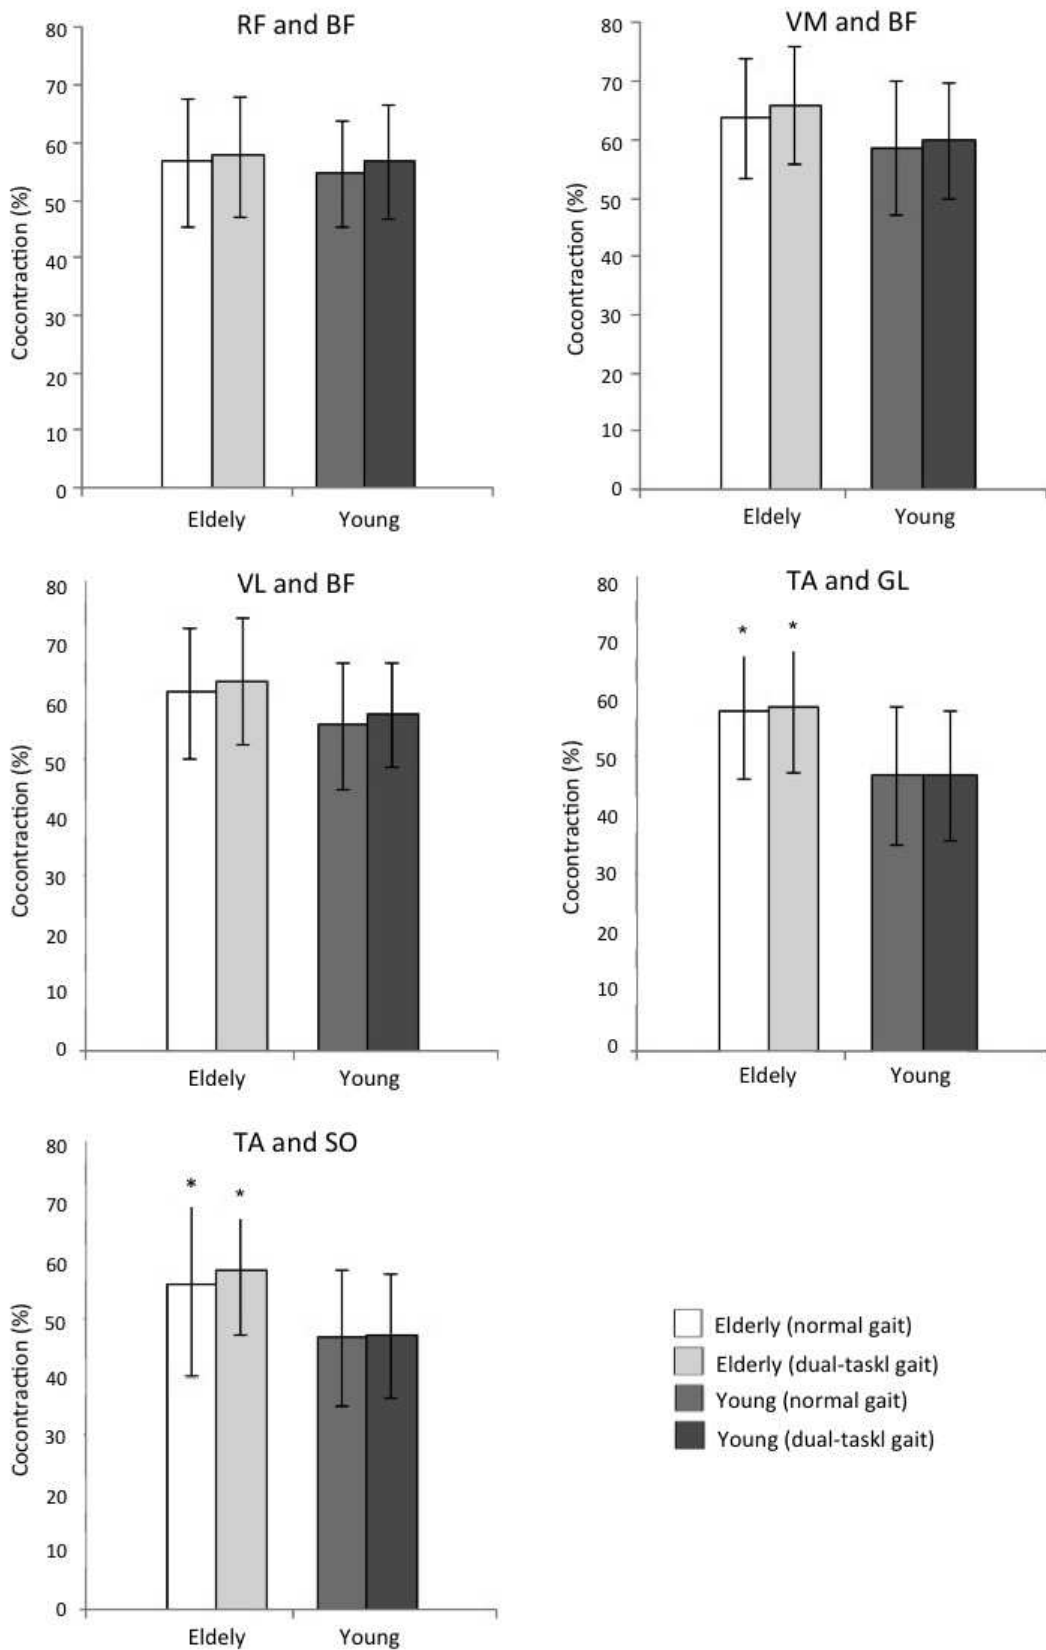 RF and BF
80
70
60
50
40
30
20
10
0
Cocontraction (%)
Eldely Young
VM and BF
80
70
60
50
40
30
20
10
0
Cocontraction (%)
Eldely Young
VL and BF
80
70
60
50
40
30
20
10
0
Cocontraction (%)
Eldely Young
TA and GL
80
70
60
50
40
30
20
10
0
Cocontraction (%)
* *
Eldely Young
TA and SO
80
70
60
50
40
30
20
10
0
Cocontraction (%)
* *
Eldely Young
Elderly (normal gait)
Elderly (dual-taskl gait)
Young (normal gait)
Young (dual-taskl gait)